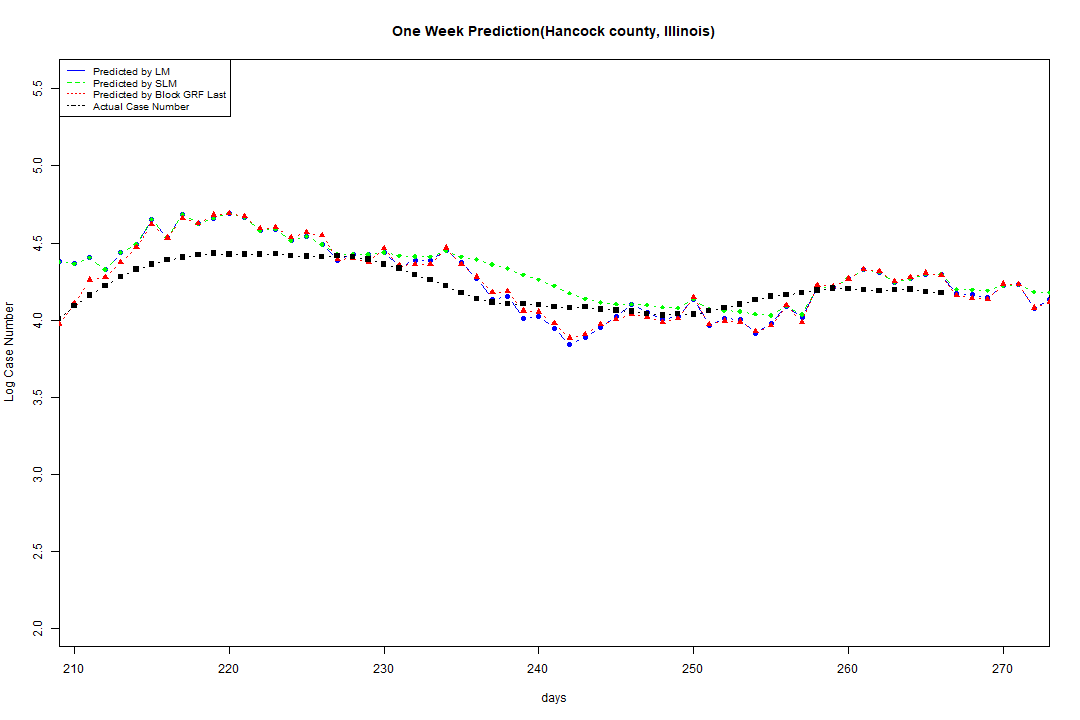 One Week Prediction(Hancock county, Illinois)
Predicted by LM
Predicted by SLM
Predicted by Block GRF Last
Actual Case Number
Log Case Number
5.5
5.0
4.5
4.0
3.5
3.0
2.5
2.0
210 220 230 240 250 260 270
days